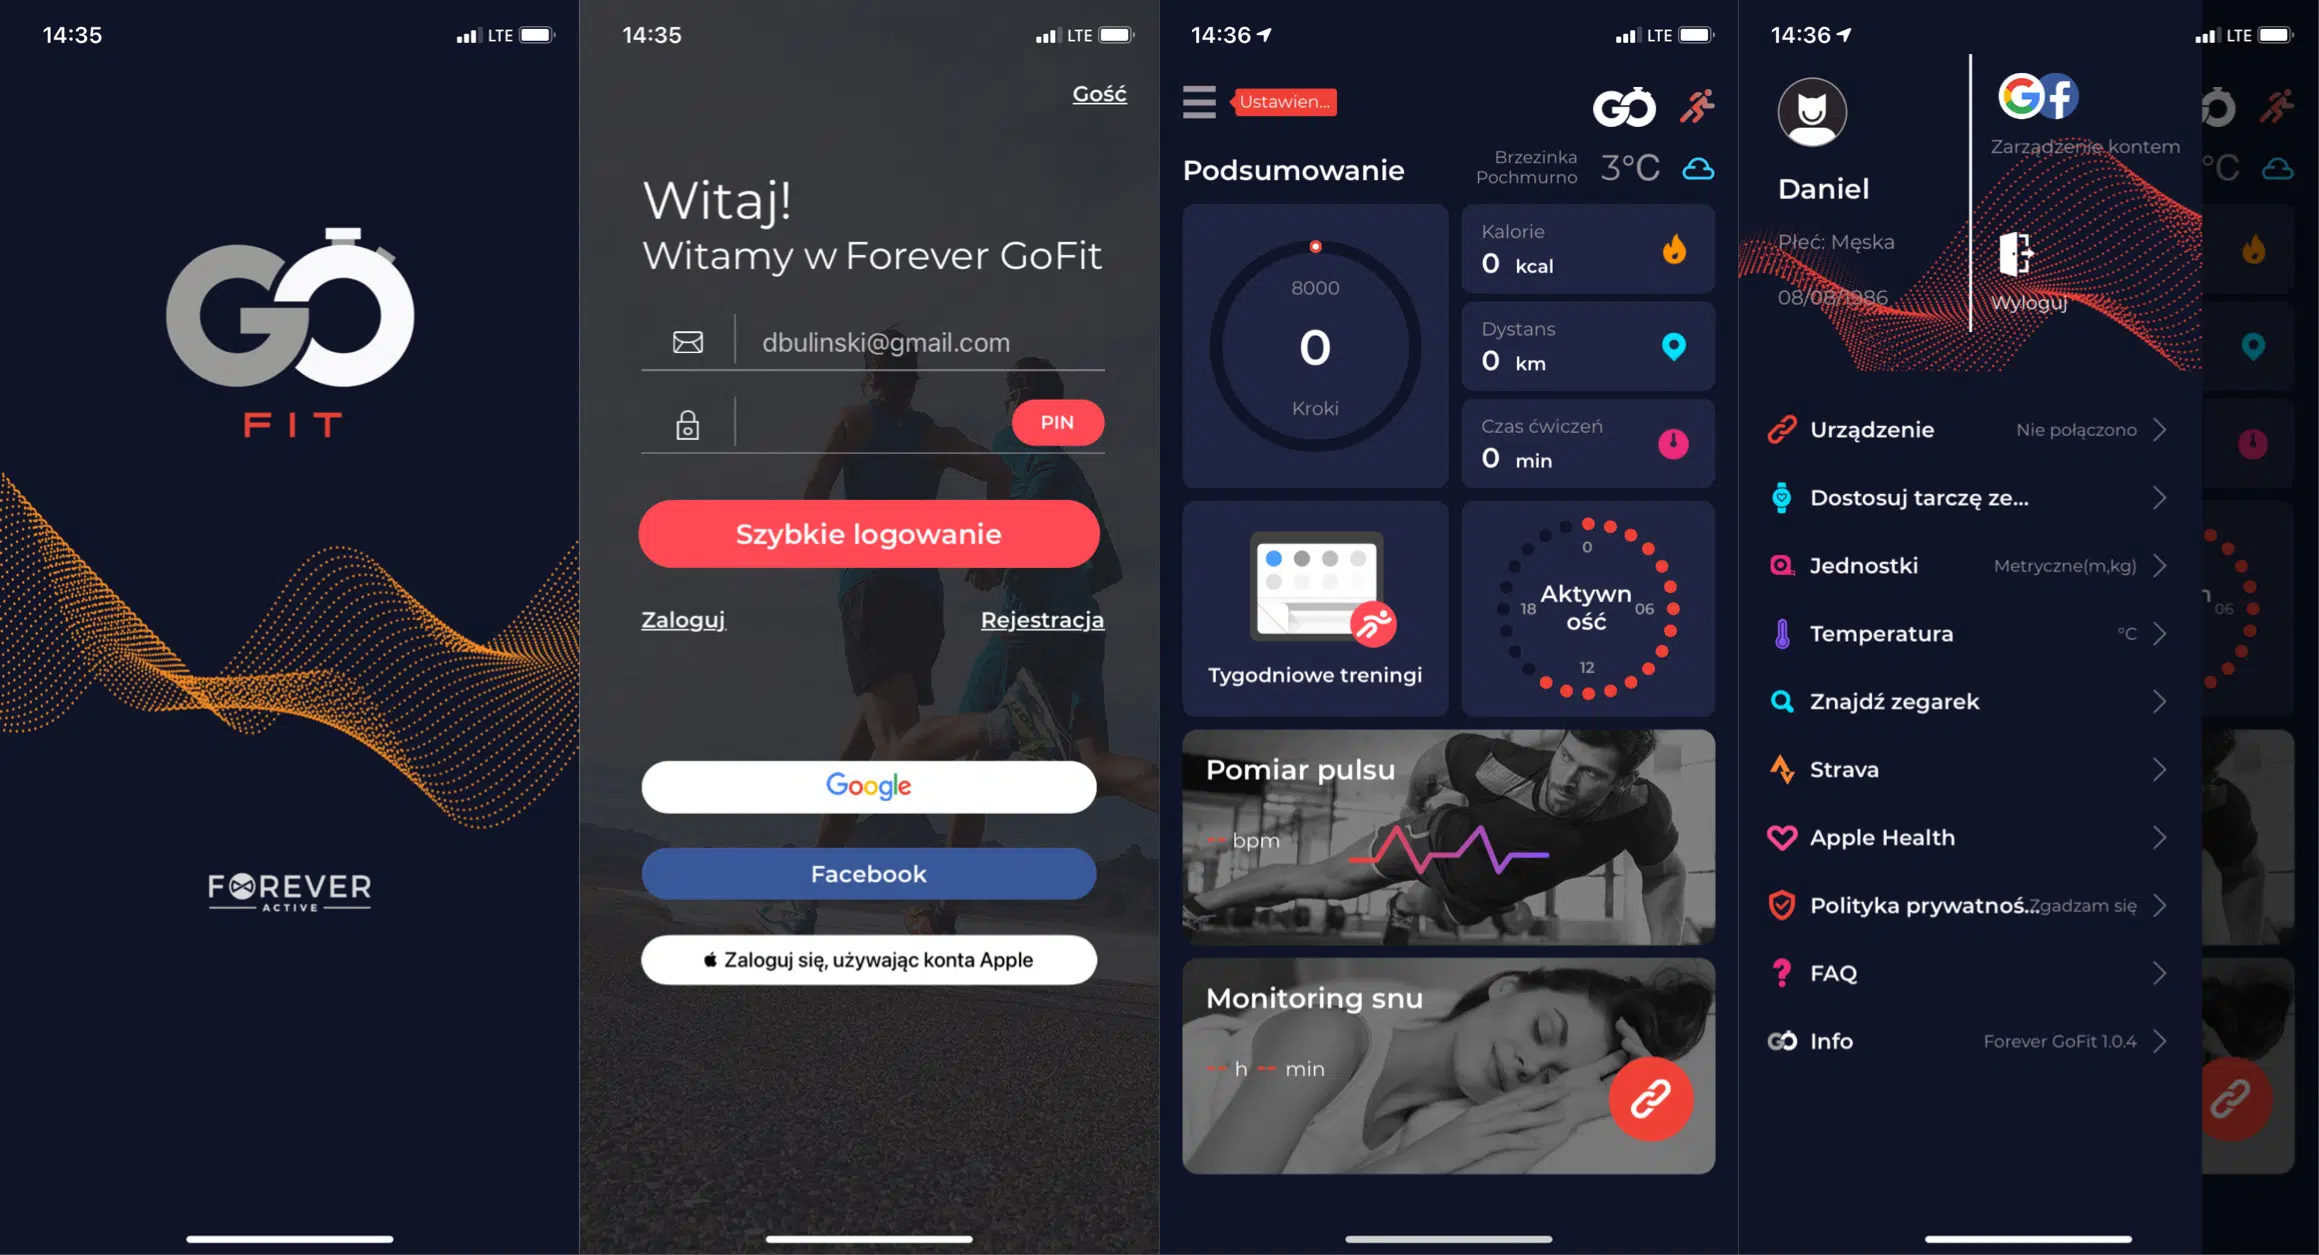 14:35
LTE
GO
FIT
FOREVER
ACTIVE
14:35
LTE
Gość
Witaj!
Witamy w Forever GoFit
dbulinski@gmail.com
PIN
Szybkie logowanie
Zaloguj
Rejestracja
Google
Facebook
Zaloguj się, używając konta Apple
14:36
LTE
Ustawien...
GO
Podsumowanie
Brzezinka
Pochmurno
3°C
8000
0
Kroki
Kalorie
0 kcal
Dystans
0 km
Czas ćwiczeń
0 min
Tygodniowe treningi
0
Aktywn
ość
18
06
12
Pomiar pulsu
-- bpm
Monitoring snu
-- h -- min
14:36
LTE
Zarządzenie kontem
Daniel
Płeć: Męska
08/08/1986
Wyloguj
Urządzenie
Nie połączono
Dostosuj tarczę ze...
Jednostki
Metryczne(m,kg)
Temperatura
°C
Znajdź zegarek
Strava
Apple Health
Polityka prywatnoś...
Zgadzam się
FAQ
Info
Forever GoFit 1.0.4
°C
06